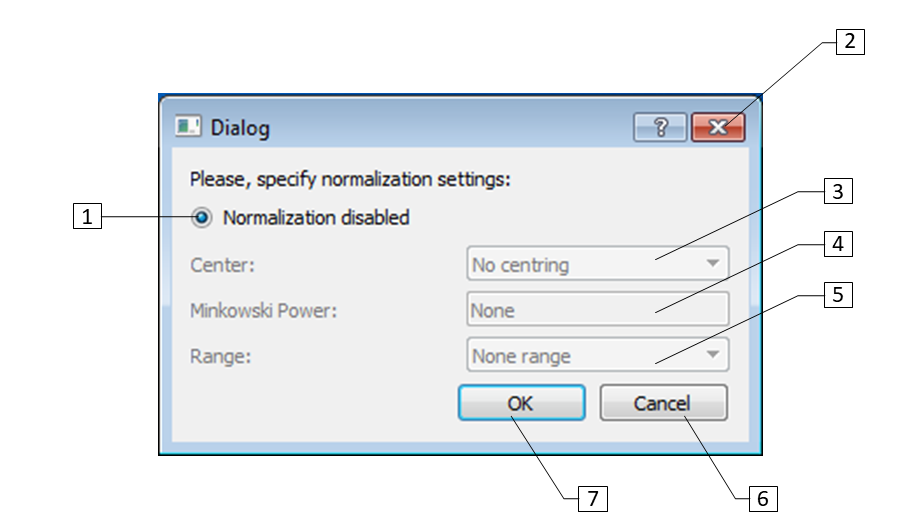 2
Dialog
?
Please, specify normalization settings:
3
1
Normalization disabled
4
Center:
No centring
5
Minkowski Power:
None
Range:
None range
OK
Cancel
7
6